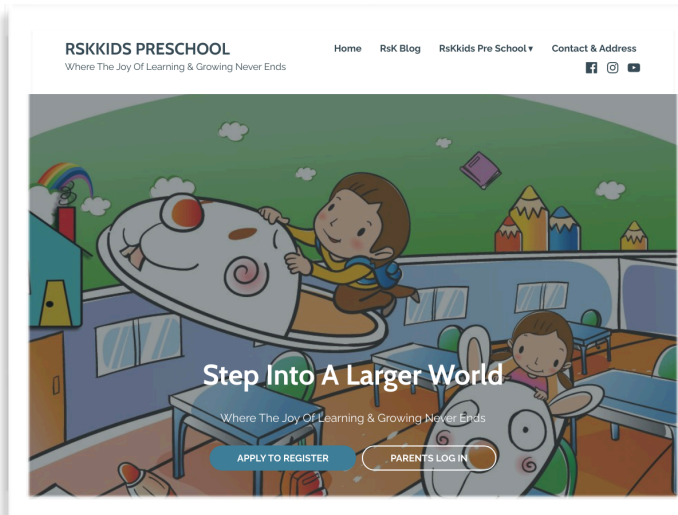 RSKKIDS PRESCHOOL
Where The Joy Of Learning & Growing Never Ends
Home RsK Blog RsKkids Pre School ▾ Contact & Address
Step Into A Larger World
Where The Joy Of Learning & Growing Never Ends
APPLY TO REGISTER PARENTS LOG IN